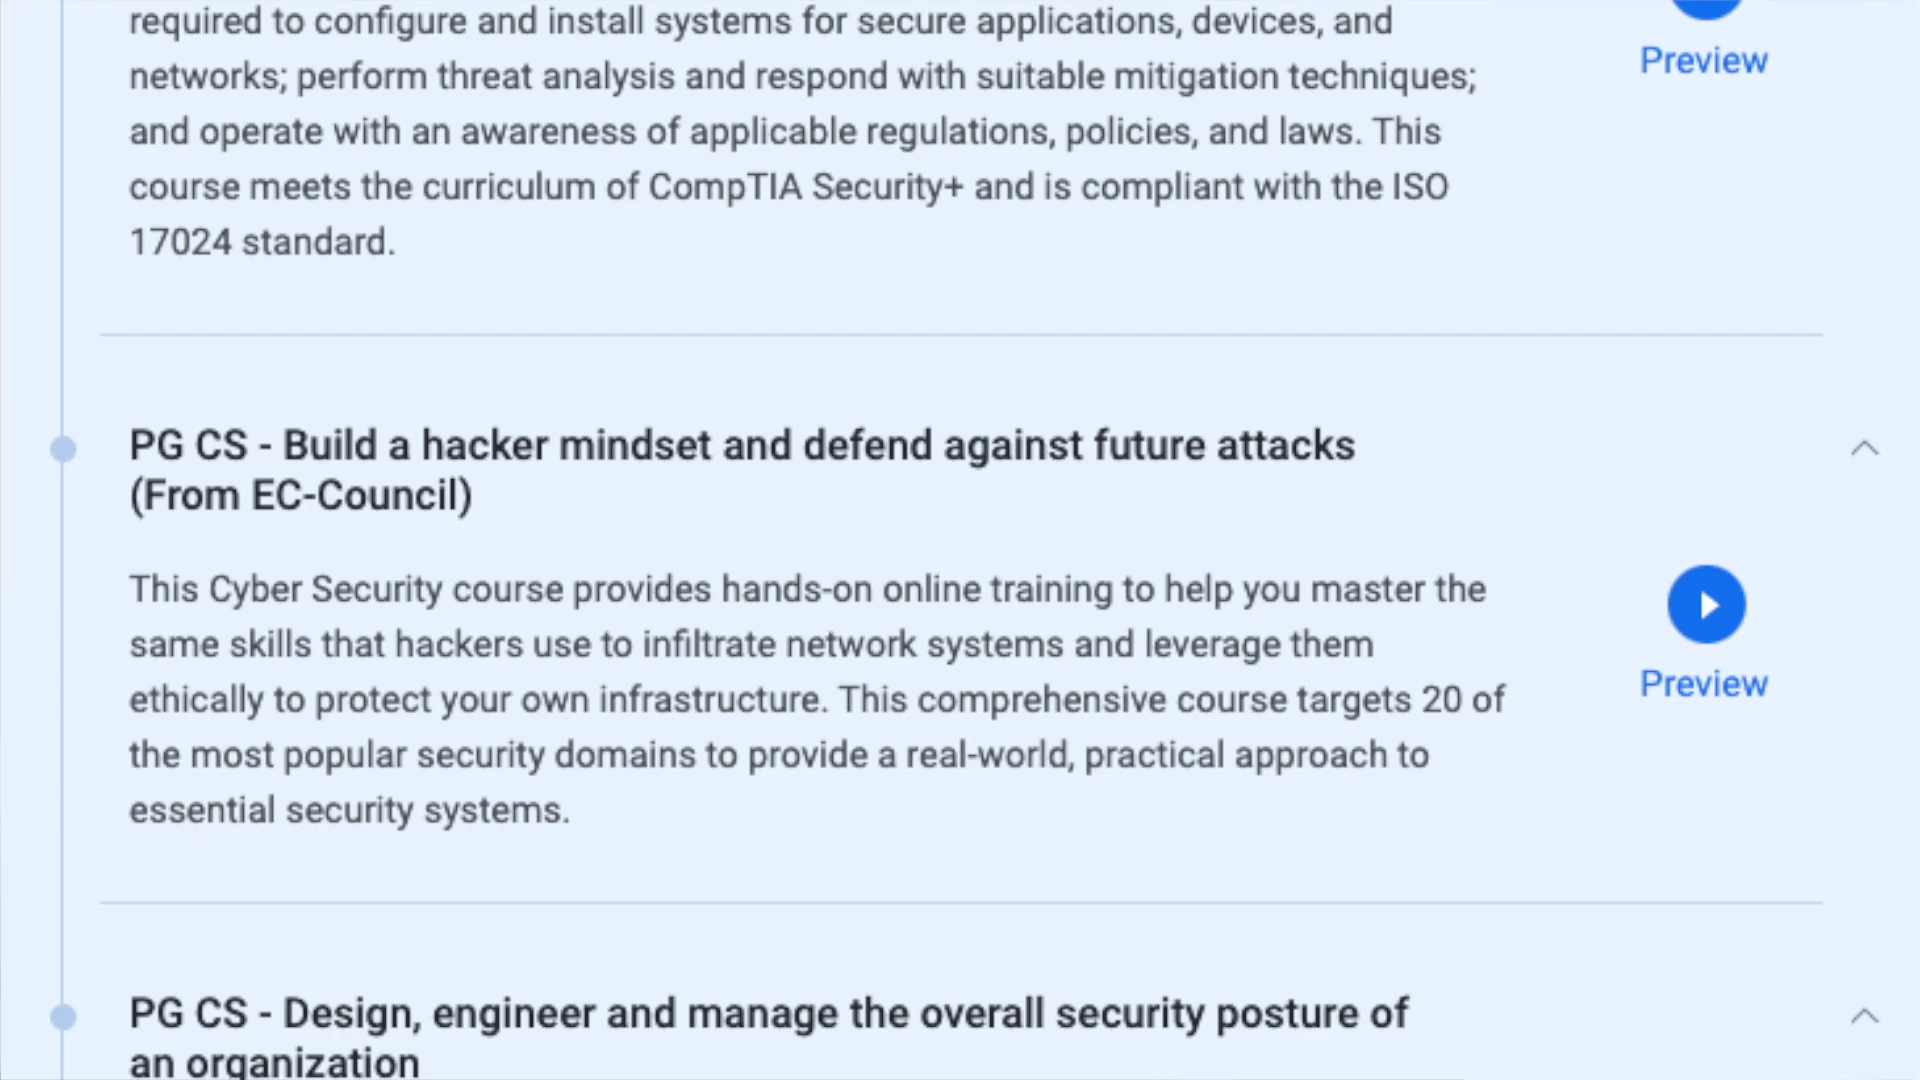 required to configure and install systems for secure applications, devices, and
Preview
networks; perform threat analysis and respond with suitable mitigation techniques;
and operate with an awareness of applicable regulations, policies, and laws. This
course meets the curriculum of CompTIA Security+ and is compliant with the ISO
17024 standard.
PG CS - Build a hacker mindset and defend against future attacks
(From EC-Council)
This Cyber Security course provides hands-on online training to help you master the
same skills that hackers use to infiltrate network systems and leverage them
Preview
ethically to protect your own infrastructure. This comprehensive course targets 20 of
the most popular security domains to provide a real-world, practical approach to
essential security systems.
PG CS - Design, engineer and manage the overall security posture of
an organization